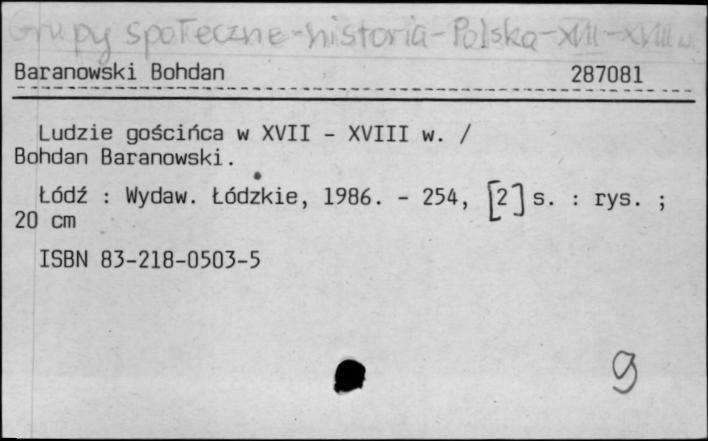 Grupy społeczne-historia-Polska-XVII-XVIII w.
Baranowski Bohdan 287081
Ludzie gościńca w XVII - XVIII w. /
Bohdan Baranowski.
Łódź : Wydaw. Łódzkie, 1986. - 254, [2] s. : rys. ;
20 cm
ISBN 83-218-0503-5
9